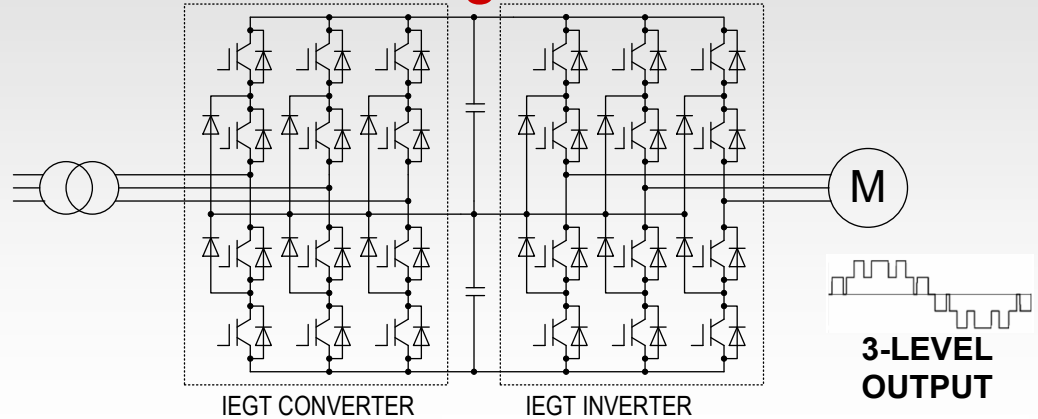 M
3-LEVEL
OUTPUT
IEGT CONVERTER
IEGT INVERTER